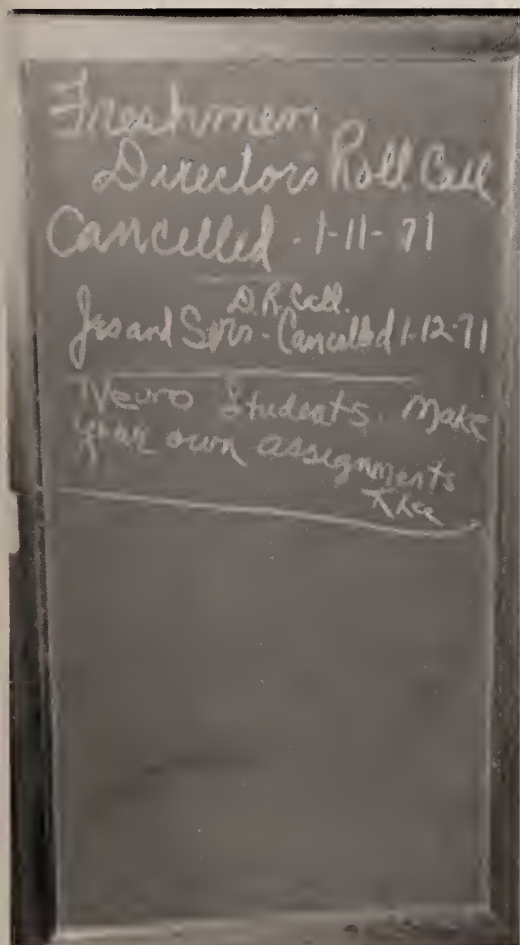 Freshmen
Directors Roll Call
Cancelled - 1-11-71
D. R. Call.
Jrs and Srs - Cancelled 1-12-71
Neuro Students. Make
your own assignments